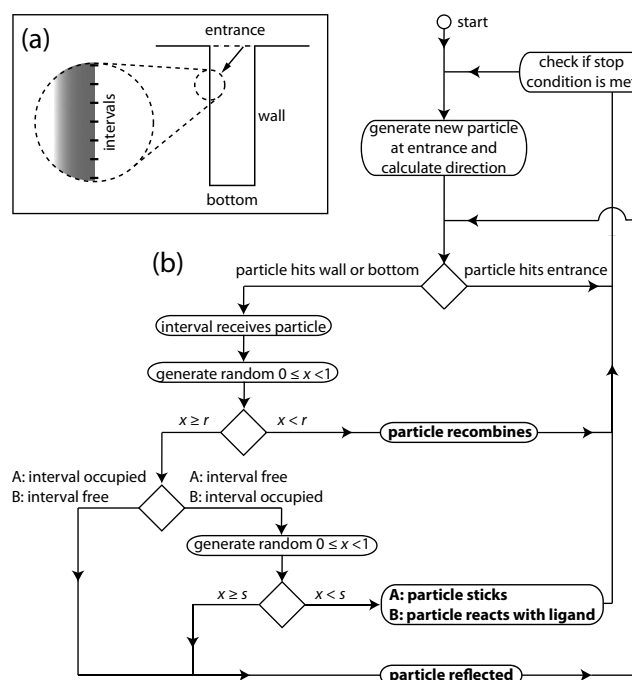 (a)
entrance
intervals
wall
bottom
start
check if stop
condition is met
generate new particle
at entrance and
calculate direction
(b)
particle hits wall or bottom
particle hits entrance
interval receives particle
generate random 0 ≤ x <1
x ≥ r
x < r
particle recombines
A: interval occupied
B: interval free
A: interval free
B: interval occupied
generate random 0 ≤ x <1
x ≥ s
x < s
A: particle sticks
B: particle reacts with ligand
particle reflected